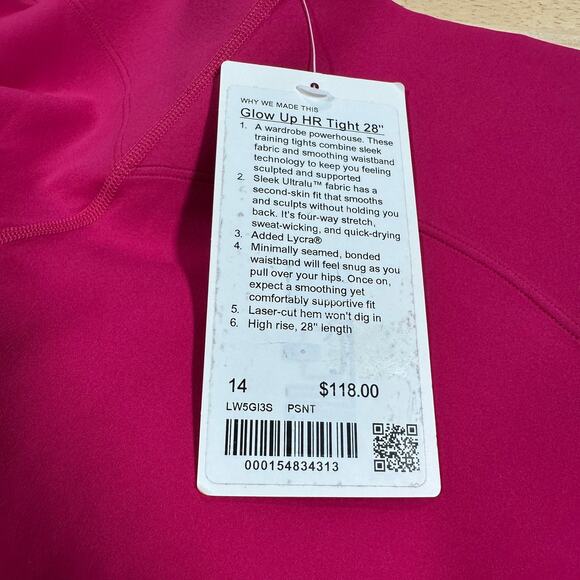 WHY WE MADE THIS
Glow Up HR Tight 28"
1. A wardrobe powerhouse. These
training tights combine sleek
fabric and smoothing waistband
technology to keep you feeling
sculpted and supported
2. Sleek Ultralu™ fabric has a
second-skin fit that smooths
and sculpts without holding you
back. It's four-way stretch,
sweat-wicking, and quick-drying
3. Added Lycra®
4. Minimally seamed, bonded
waistband will feel snug as you
pull over your hips. Once on,
expect a smoothing yet
comfortably supportive fit
5. Laser-cut hem won't dig in
6. High rise, 28" length
14 $118.00
LW5GI3S PSNT
000154834313